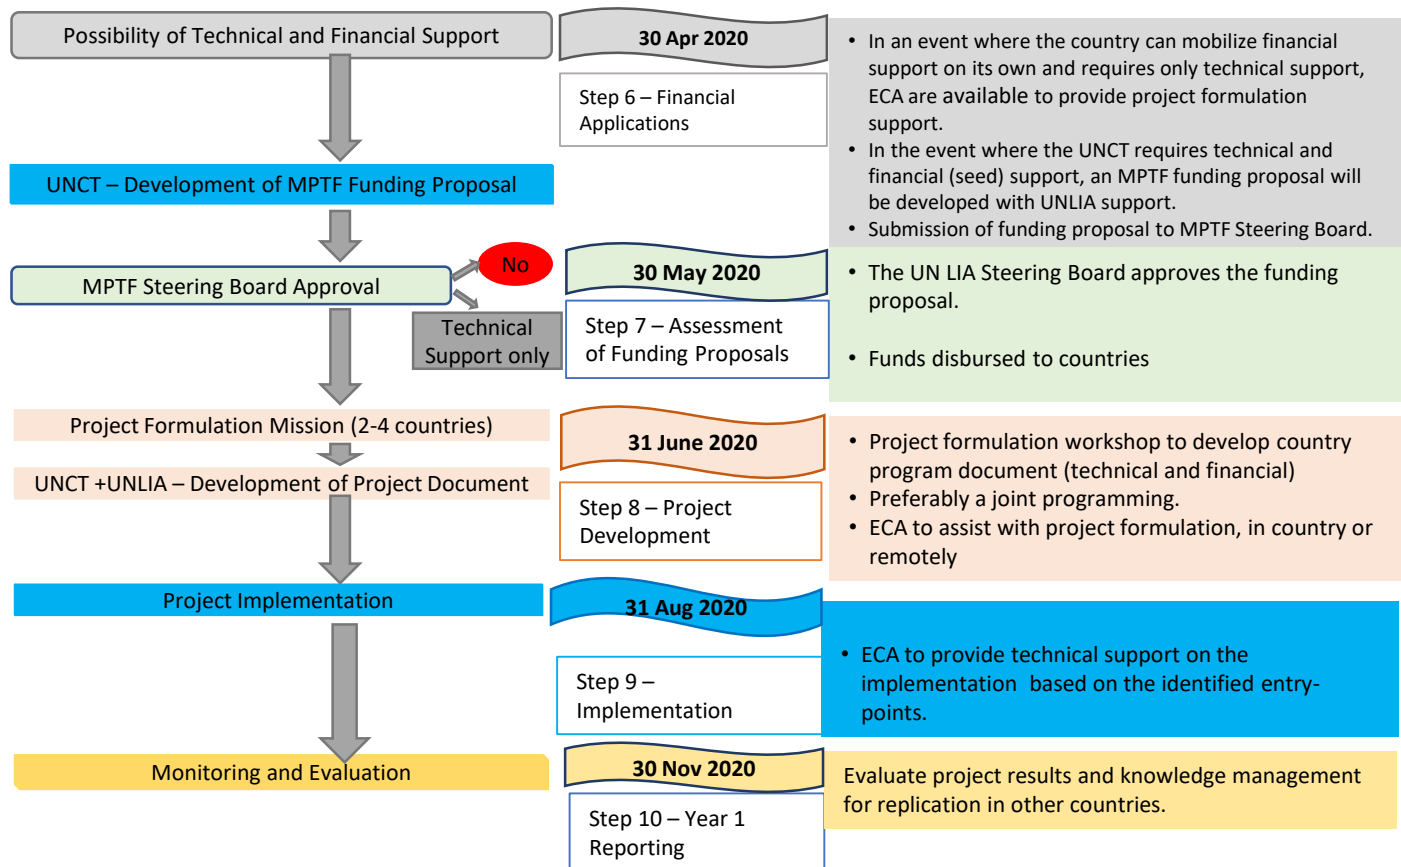 Possibility of Technical and Financial Support
30 Apr 2020
Step 6 – Financial
Applications
• In an event where the country can mobilize financial
support on its own and requires only technical support,
ECA are available to provide project formulation
support.
• In the event where the UNCT requires technical and
financial (seed) support, an MPTF funding proposal will
be developed with UNLIA support.
• Submission of funding proposal to MPTF Steering Board.
UNCT – Development of MPTF Funding Proposal
MPTF Steering Board Approval
No
Technical
Support only
30 May 2020
Step 7 – Assessment
of Funding Proposals
• The UN LIA Steering Board approves the funding
proposal.
• Funds disbursed to countries
Project Formulation Mission (2-4 countries)
UNCT +UNLIA – Development of Project Document
31 June 2020
Step 8 – Project
Development
• Project formulation workshop to develop country
program document (technical and financial)
• Preferably a joint programming.
• ECA to assist with project formulation, in country or
remotely
Project Implementation
31 Aug 2020
Step 9 –
Implementation
• ECA to provide technical support on the
implementation based on the identified entry-
points.
Monitoring and Evaluation
30 Nov 2020
Step 10 – Year 1
Reporting
Evaluate project results and knowledge management
for replication in other countries.